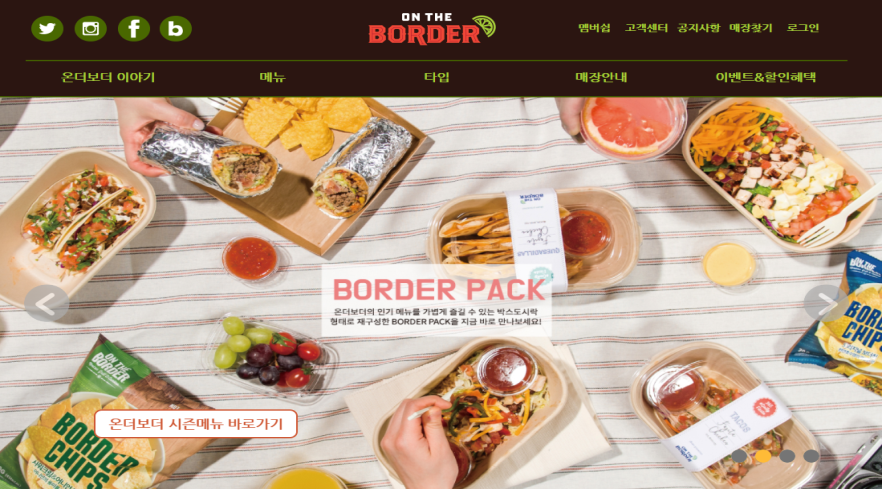 ON THE
BORDER
멤버쉽 고객센터 공지사항 매장찾기 로그인
온더보더 이야기 메뉴 타입 매장안내 이벤트&할인혜택
BORDER PACK
온더보더의 인기 메뉴를 가볍게 즐길 수 있는 박스도시락
형태로 재구성한 BORDER PACK을 지금 바로 만나보세요!
ON THE
BORDER
BORDER
CHIPS
BORDER
CHIPS
TACOS
온더보더 시즌메뉴 바로가기